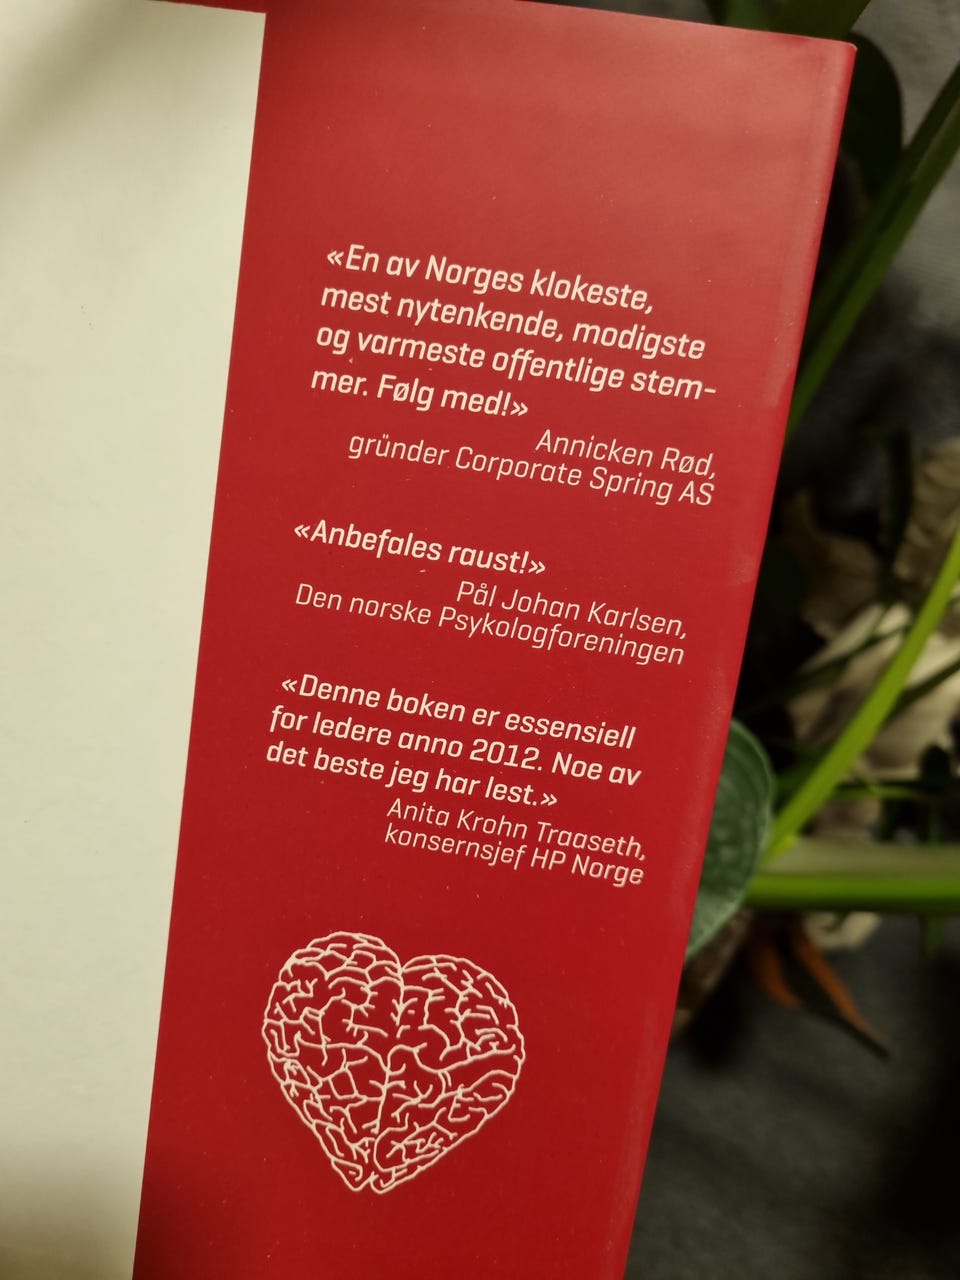 «En av Norges klokeste,
mest nytenkende, modigste
og varmeste offentlige stem-
mer. Følg med!»
Annicken Rød,
gründer Corporate Spring AS
«Anbefales raust!»
Pål Johan Karlsen,
Den norske Psykologforeningen
«Denne boken er essensiell
for ledere anno 2012. Noe av
det beste jeg har lest.»
Anita Krohn Traaseth,
konsernsjef HP Norge